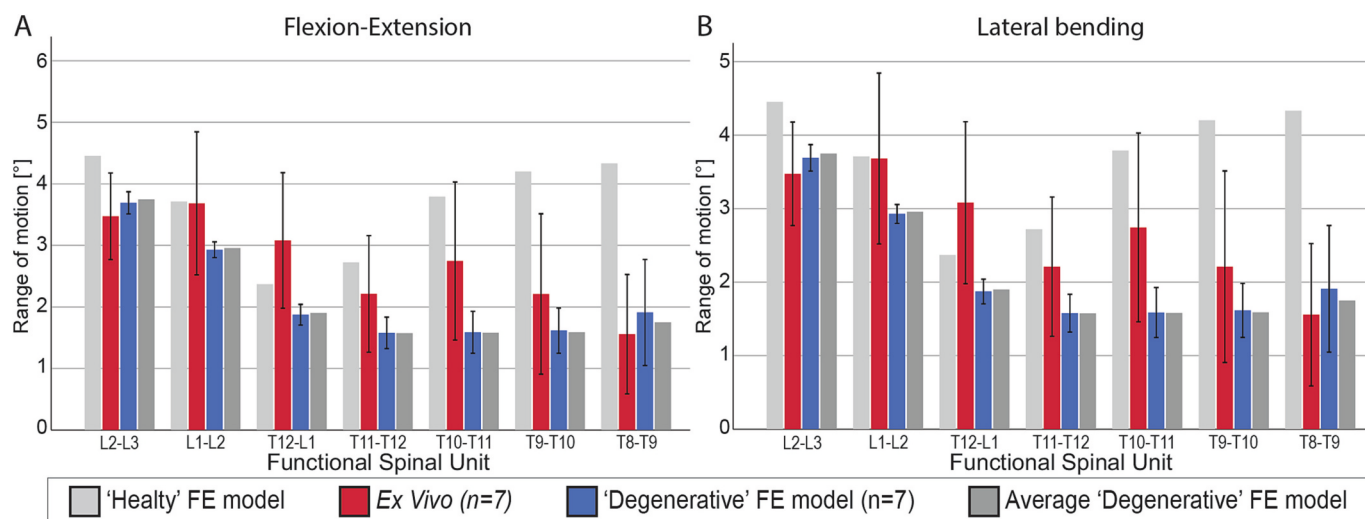 A
Flexion-Extension
Range of motion [°]
6
5
4
3
2
1
0
L2-L3 L1-L2 T12-L1 T11-T12 T10-T11 T9-T10 T8-T9
Functional Spinal Unit
B
Lateral bending
Range of motion [°]
5
4
3
2
1
0
L2-L3 L1-L2 T12-L1 T11-T12 T10-T11 T9-T10 T8-T9
Functional Spinal Unit
‘Healty’ FE model Ex Vivo (n=7) ‘Degenerative’ FE model (n=7) Average ‘Degenerative’ FE model